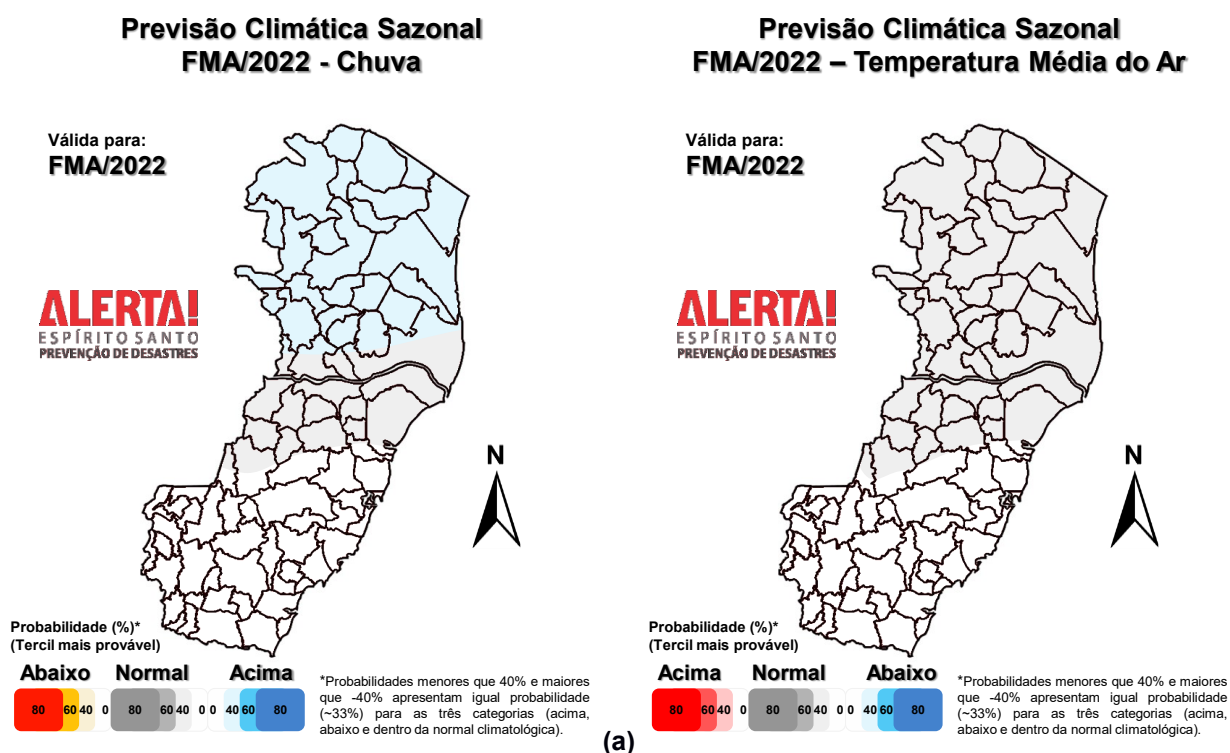 Previsão Climática Sazonal
FMA/2022 - Chuva
Válida para:
FMA/2022
ALERTA!
ESPÍRITO SANTO
PREVENÇÃO DE DESASTRES
N
Probabilidade (%)*
(Tercil mais provável)
Abaixo Normal Acima
80 60 40 0 80 60 40 0 0 40 60 80
*Probabilidades menores que 40% e maiores
que -40% apresentam igual probabilidade
(~33%) para as três categorias (acima,
abaixo e dentro da normal climatológica).
Previsão Climática Sazonal
FMA/2022 – Temperatura Média do Ar
Válida para:
FMA/2022
ALERTA!
ESPÍRITO SANTO
PREVENÇÃO DE DESASTRES
N
Probabilidade (%)*
(Tercil mais provável)
Acima Normal Abaixo
80 60 40 0 80 60 40 0 0 40 60 80
*Probabilidades menores que 40% e maiores
que -40% apresentam igual probabilidade
(~33%) para as três categorias (acima,
abaixo e dentro da normal climatológica).
(a)